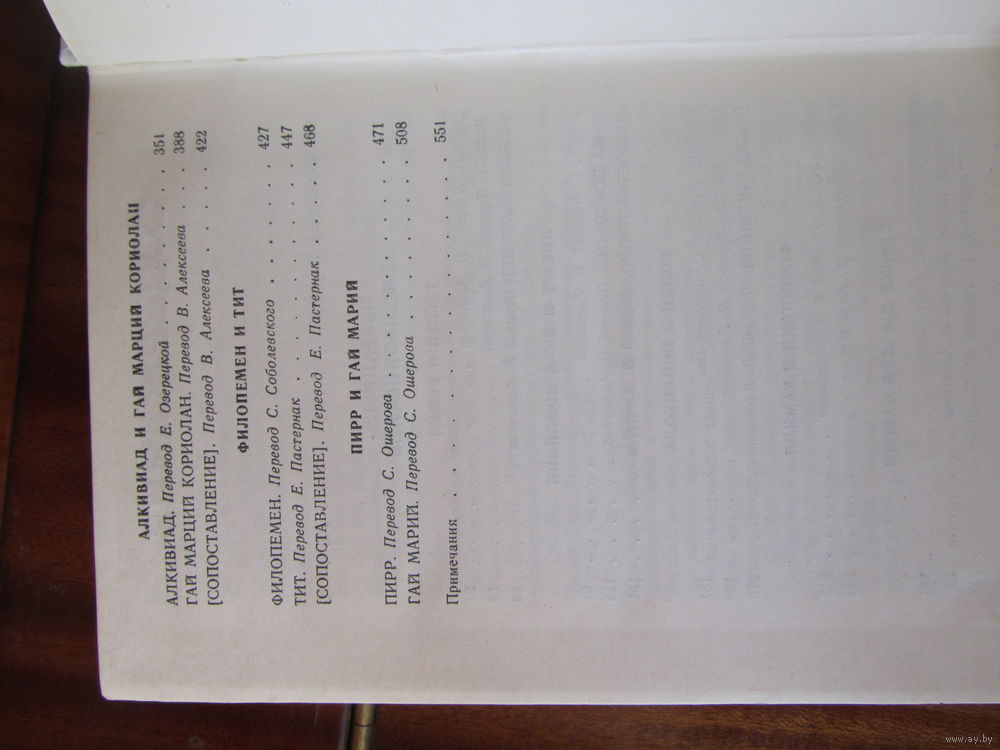 АЛКИВИАД И ГАЙ МАРЦИЙ КОРИОЛАН
АЛКИВИАД. Перевод Е. Озерецкой . . . . . . . . 351
ГАЙ МАРЦИЙ КОРИОЛАН. Перевод В. Алексеева . . . 388
[СОПОСТАВЛЕНИЕ]. Перевод В. Алексеева . . . . . 422
ФИЛОПЕМЕН И ТИТ
ФИЛОПЕМЕН. Перевод С. Соболевского . . . . . . . 427
ТИТ. Перевод Е. Пастернак . . . . . . . . . . . 447
[СОПОСТАВЛЕНИЕ]. Перевод Е. Пастернак . . . . . 468
ПИРР И ГАЙ МАРИЙ
ПИРР. Перевод С. Ошерова . . . . . . . . . . . . 471
ГАЙ МАРИЙ. Перевод С. Ошерова . . . . . . . . . 508
Примечания . . . . . . . . . . . . . . . . . . . 551
www.ay.by